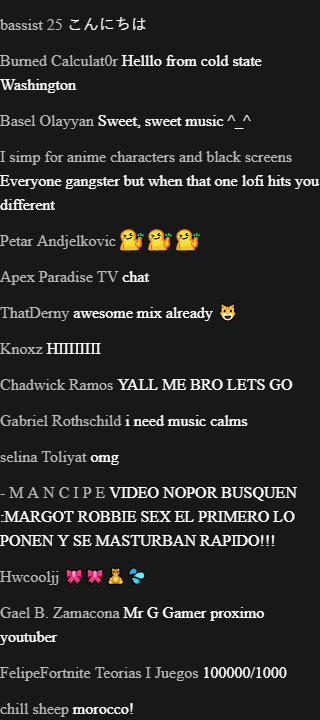 bassist 25 こんにちは
Burned Calculat0r Helllo from cold state
Washington
Basel Olayyan Sweet, sweet music ^_^
I simp for anime characters and black screens
Everyone gangster but when that one lofi hits you
different
Petar Andjelkovic
Apex Paradise TV chat
ThatDerny awesome mix already 😺
Knoxz HIIIIIIII
Chadwick Ramos YALL ME BRO LETS GO
Gabriel Rothschild i need music calms
selina Toliyat omg
- M A N C I P E VIDEO NOPOR BUSQUEN
:MARGOT ROBBIE SEX EL PRIMERO LO
PONEN Y SE MASTURBAN RAPIDO!!!
Hwcooljj 🎀🎀🧸💦
Gael B. Zamacona Mr G Gamer proximo
youtuber
FelipeFortnite Teorias I Juegos 100000/1000
chill sheep morocco!